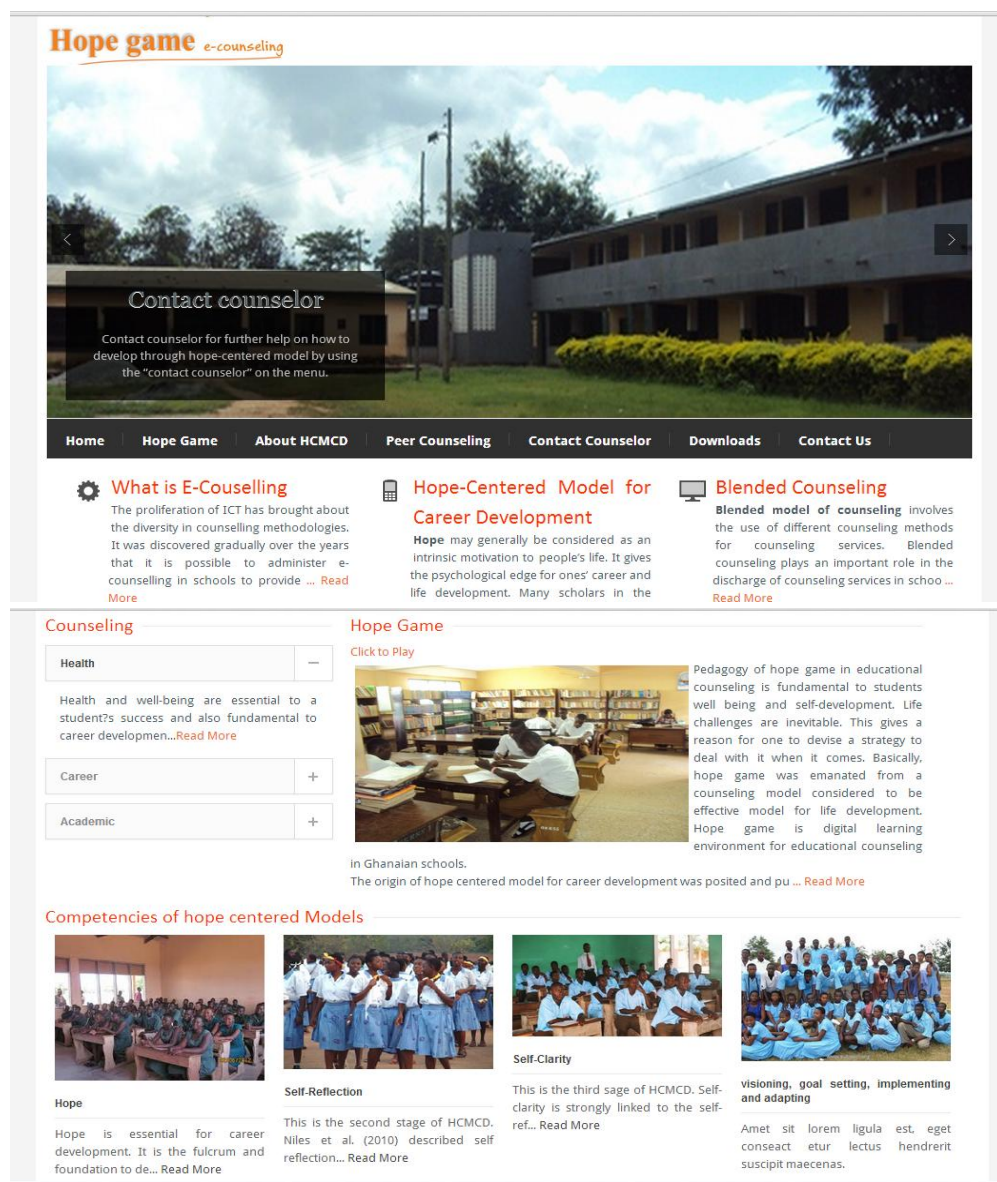 Hope game e-counseling
Contact counselor
Contact counselor for further help on how to
develop through hope-centered model by using
the “contact counselor” on the menu.
Home Hope Game About HCMCD Peer Counseling Contact Counselor Downloads Contact Us
What is E-Couselling
The proliferation of ICT has brought about
the diversity in counselling methodologies.
It was discovered gradually over the years
that it is possible to administer e-
counselling in schools to provide ... Read
More
Hope-Centered Model for
Career Development
Hope may generally be considered as an
intrinsic motivation to people’s life. It gives
the psychological edge for ones’ career and
life development. Many scholars in the
Blended Counseling
Blended model of counseling involves
the use of different counseling methods
for counseling services. Blended
counseling plays an important role in the
discharge of counseling services in schoo ...
Read More
Counseling
Health
Health and well-being are essential to a
student?s success and also fundamental to
career developmen...Read More
Career
Academic
Hope Game
Click to Play
Pedagogy of hope game in educational
counseling is fundamental to students
well being and self-development. Life
challenges are inevitable. This gives a
reason for one to devise a strategy to
deal with it when it comes. Basically,
hope game was emanated from a
counseling model considered to be
effective model for life development.
Hope game is digital learning
environment for educational counseling
in Ghanaian schools.
The origin of hope centered model for career development was posited and pu ... Read More
Competencies of hope centered Models
Hope
Hope is essential for career
development. It is the fulcrum and
foundation to de... Read More
Self-Reflection
This is the second stage of HCMCD.
Niles et al. (2010) described self
reflection... Read More
Self-Clarity
This is the third sage of HCMCD. Self-
clarity is strongly linked to the self-
ref... Read More
visioning, goal setting, implementing
and adapting
Amet sit lorem ligula est, eget
conseact etur lectus hendrerit
suscipit maecenas.